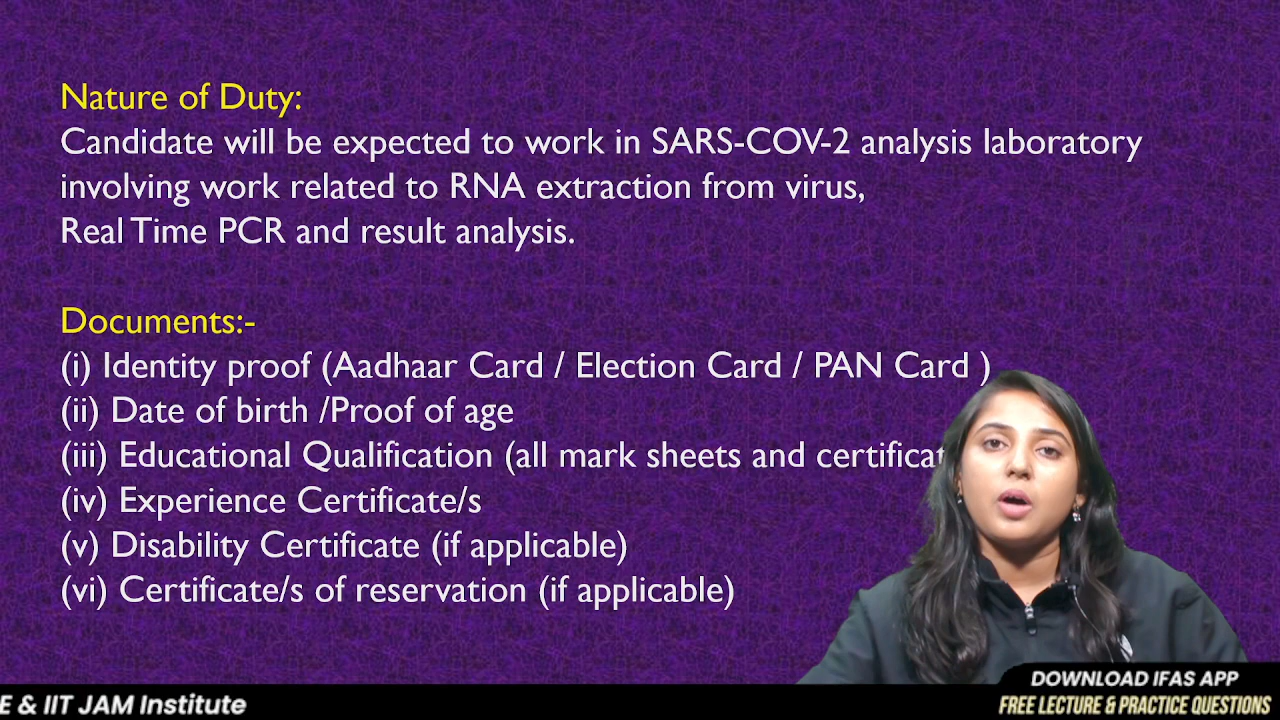 Nature of Duty:
Candidate will be expected to work in SARS-COV-2 analysis laboratory
involving work related to RNA extraction from virus,
Real Time PCR and result analysis.
Documents:-
(i) Identity proof (Aadhaar Card / Election Card / PAN Card )
(ii) Date of birth /Proof of age
(iii) Educational Qualification (all mark sheets and
(iv) Experience Certificate/s
(v) Disability Certificate (if applicable)
(vi) Certificate/s of reservation (if applicable)
DOWNLOAD IFAS APP
E & IIT JAM Institute
FREE LECTURE & PRACTICE QUESTIONS